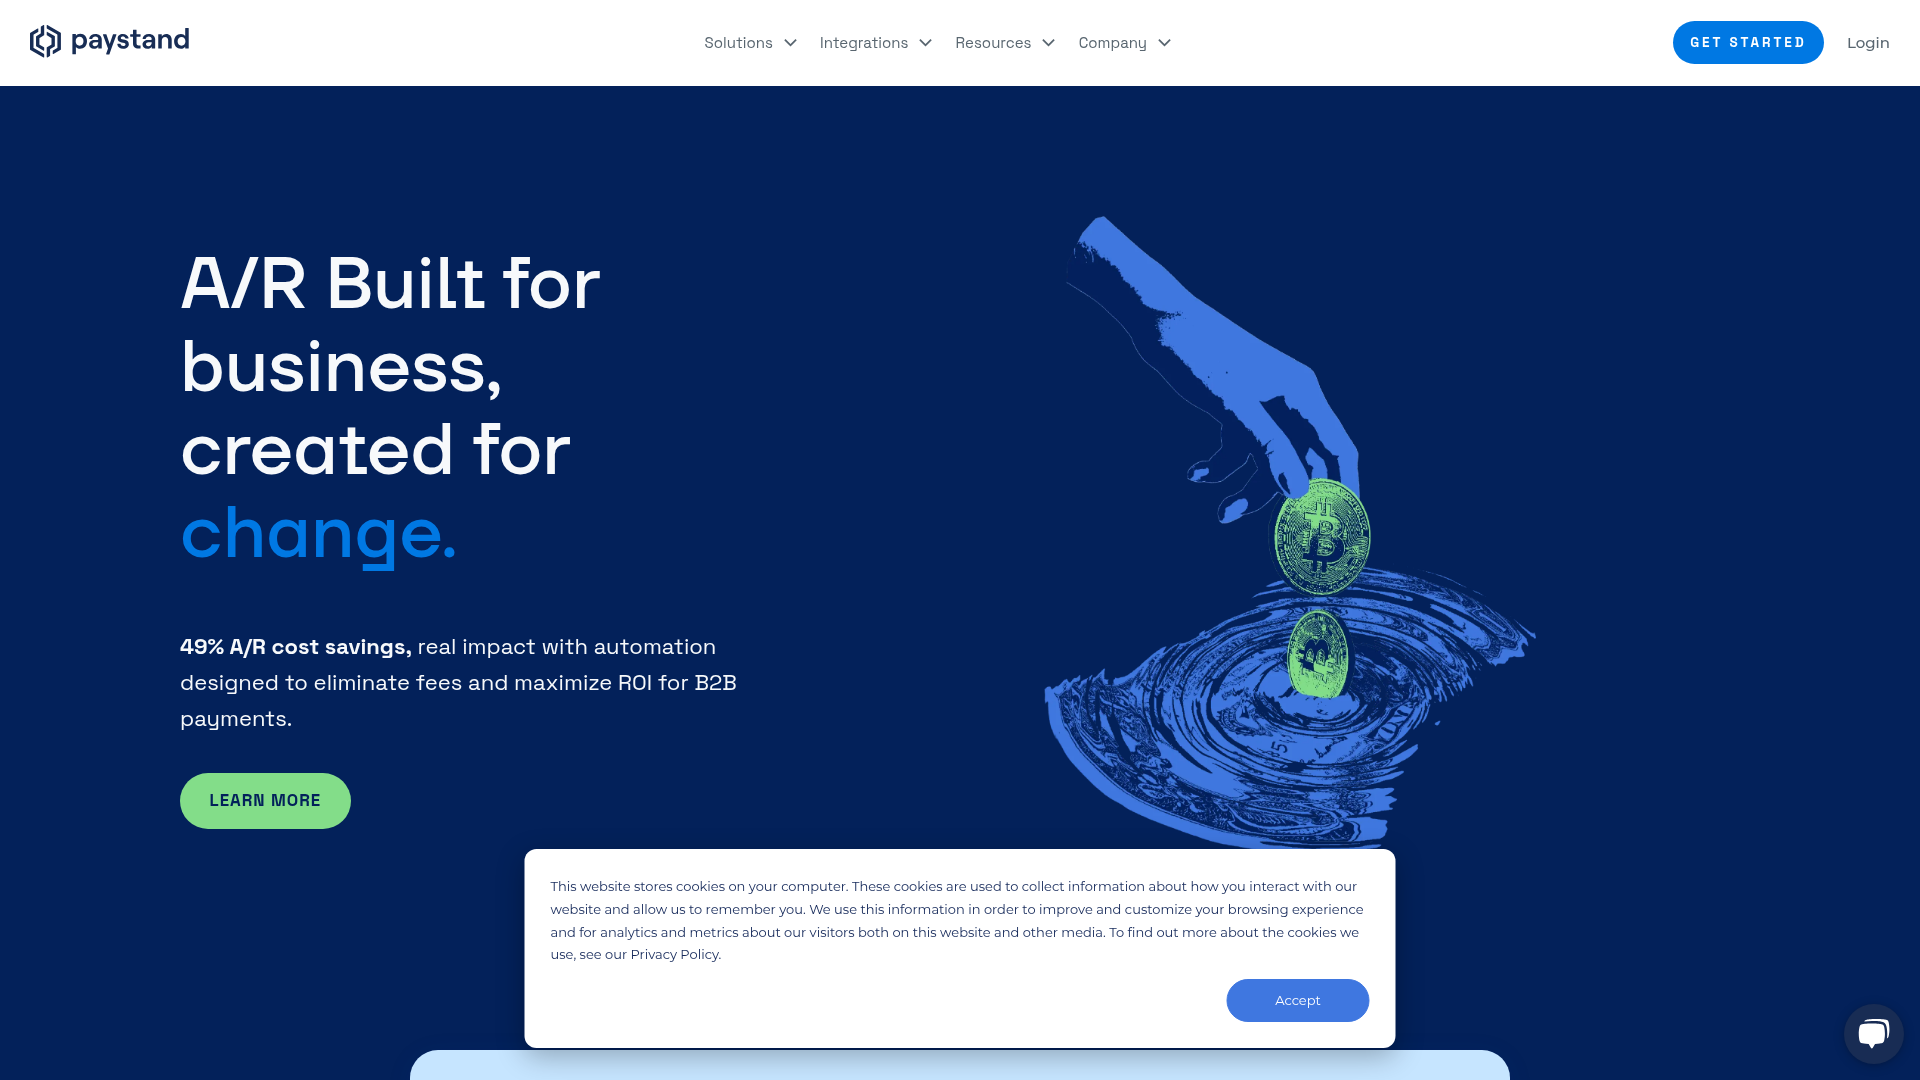 paystand
Solutions
Integrations
Resources
Company
GET STARTED
Login
A/R Built for
business,
created for
change.
49% A/R cost savings, real impact with automation
designed to eliminate fees and maximize ROI for B2B
payments.
LEARN MORE
This website stores cookies on your computer. These cookies are used to collect information about how you interact with our
website and allow us to remember you. We use this information in order to improve and customize your browsing experience
and for analytics and metrics about our visitors both on this website and other media. To find out more about the cookies we
use, see our Privacy Policy.
Accept